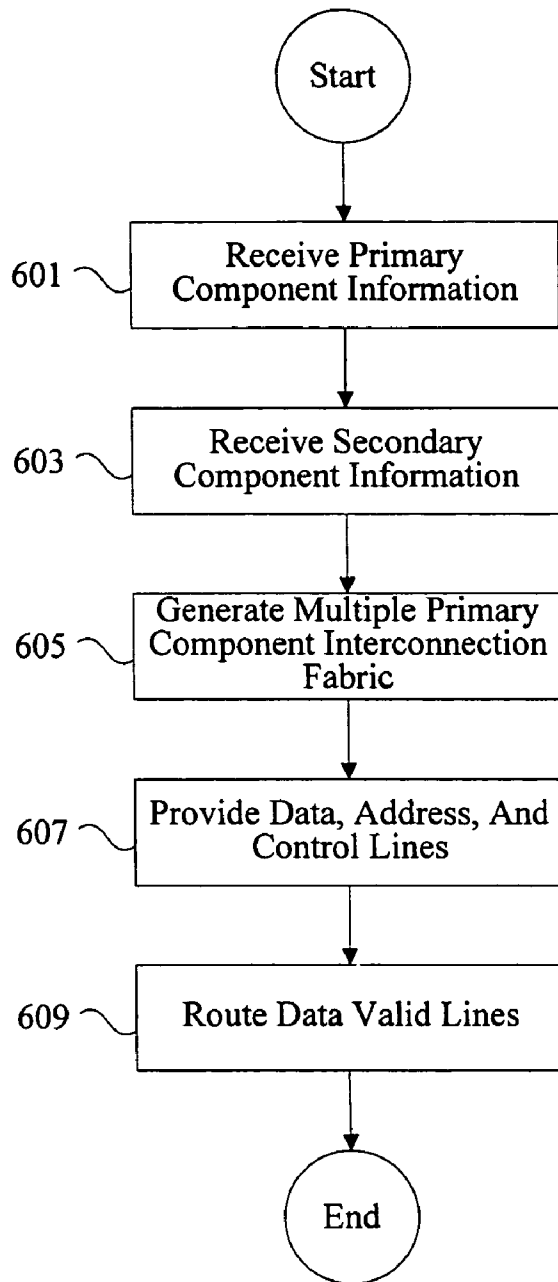 Start
601
Receive Primary
Component Information
603
Receive Secondary
Component Information
605
Generate Multiple Primary
Component Interconnection
Fabric
607
Provide Data, Address, And
Control Lines
609
Route Data Valid Lines
End